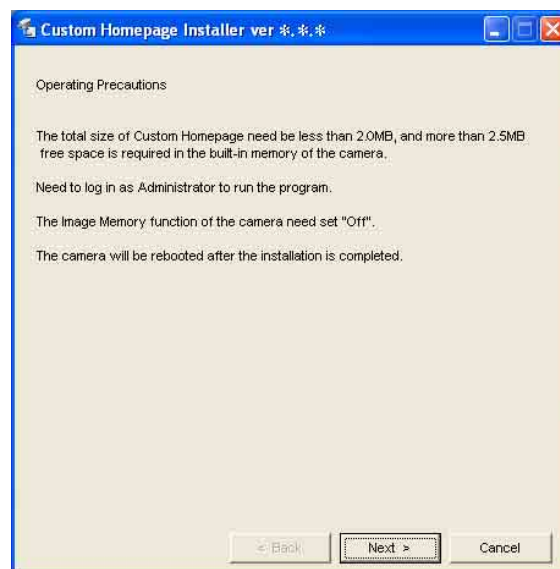 Custom Homepage Installer ver *.*.*
Operating Precautions
The total size of Custom Homepage need be less than 2.0MB, and more than 2.5MB
free space is required in the built-in memory of the camera.
Need to log in as Administrator to run the program.
The Image Memory function of the camera need set "Off".
The camera will be rebooted after the installation is completed.
< Back Next > Cancel